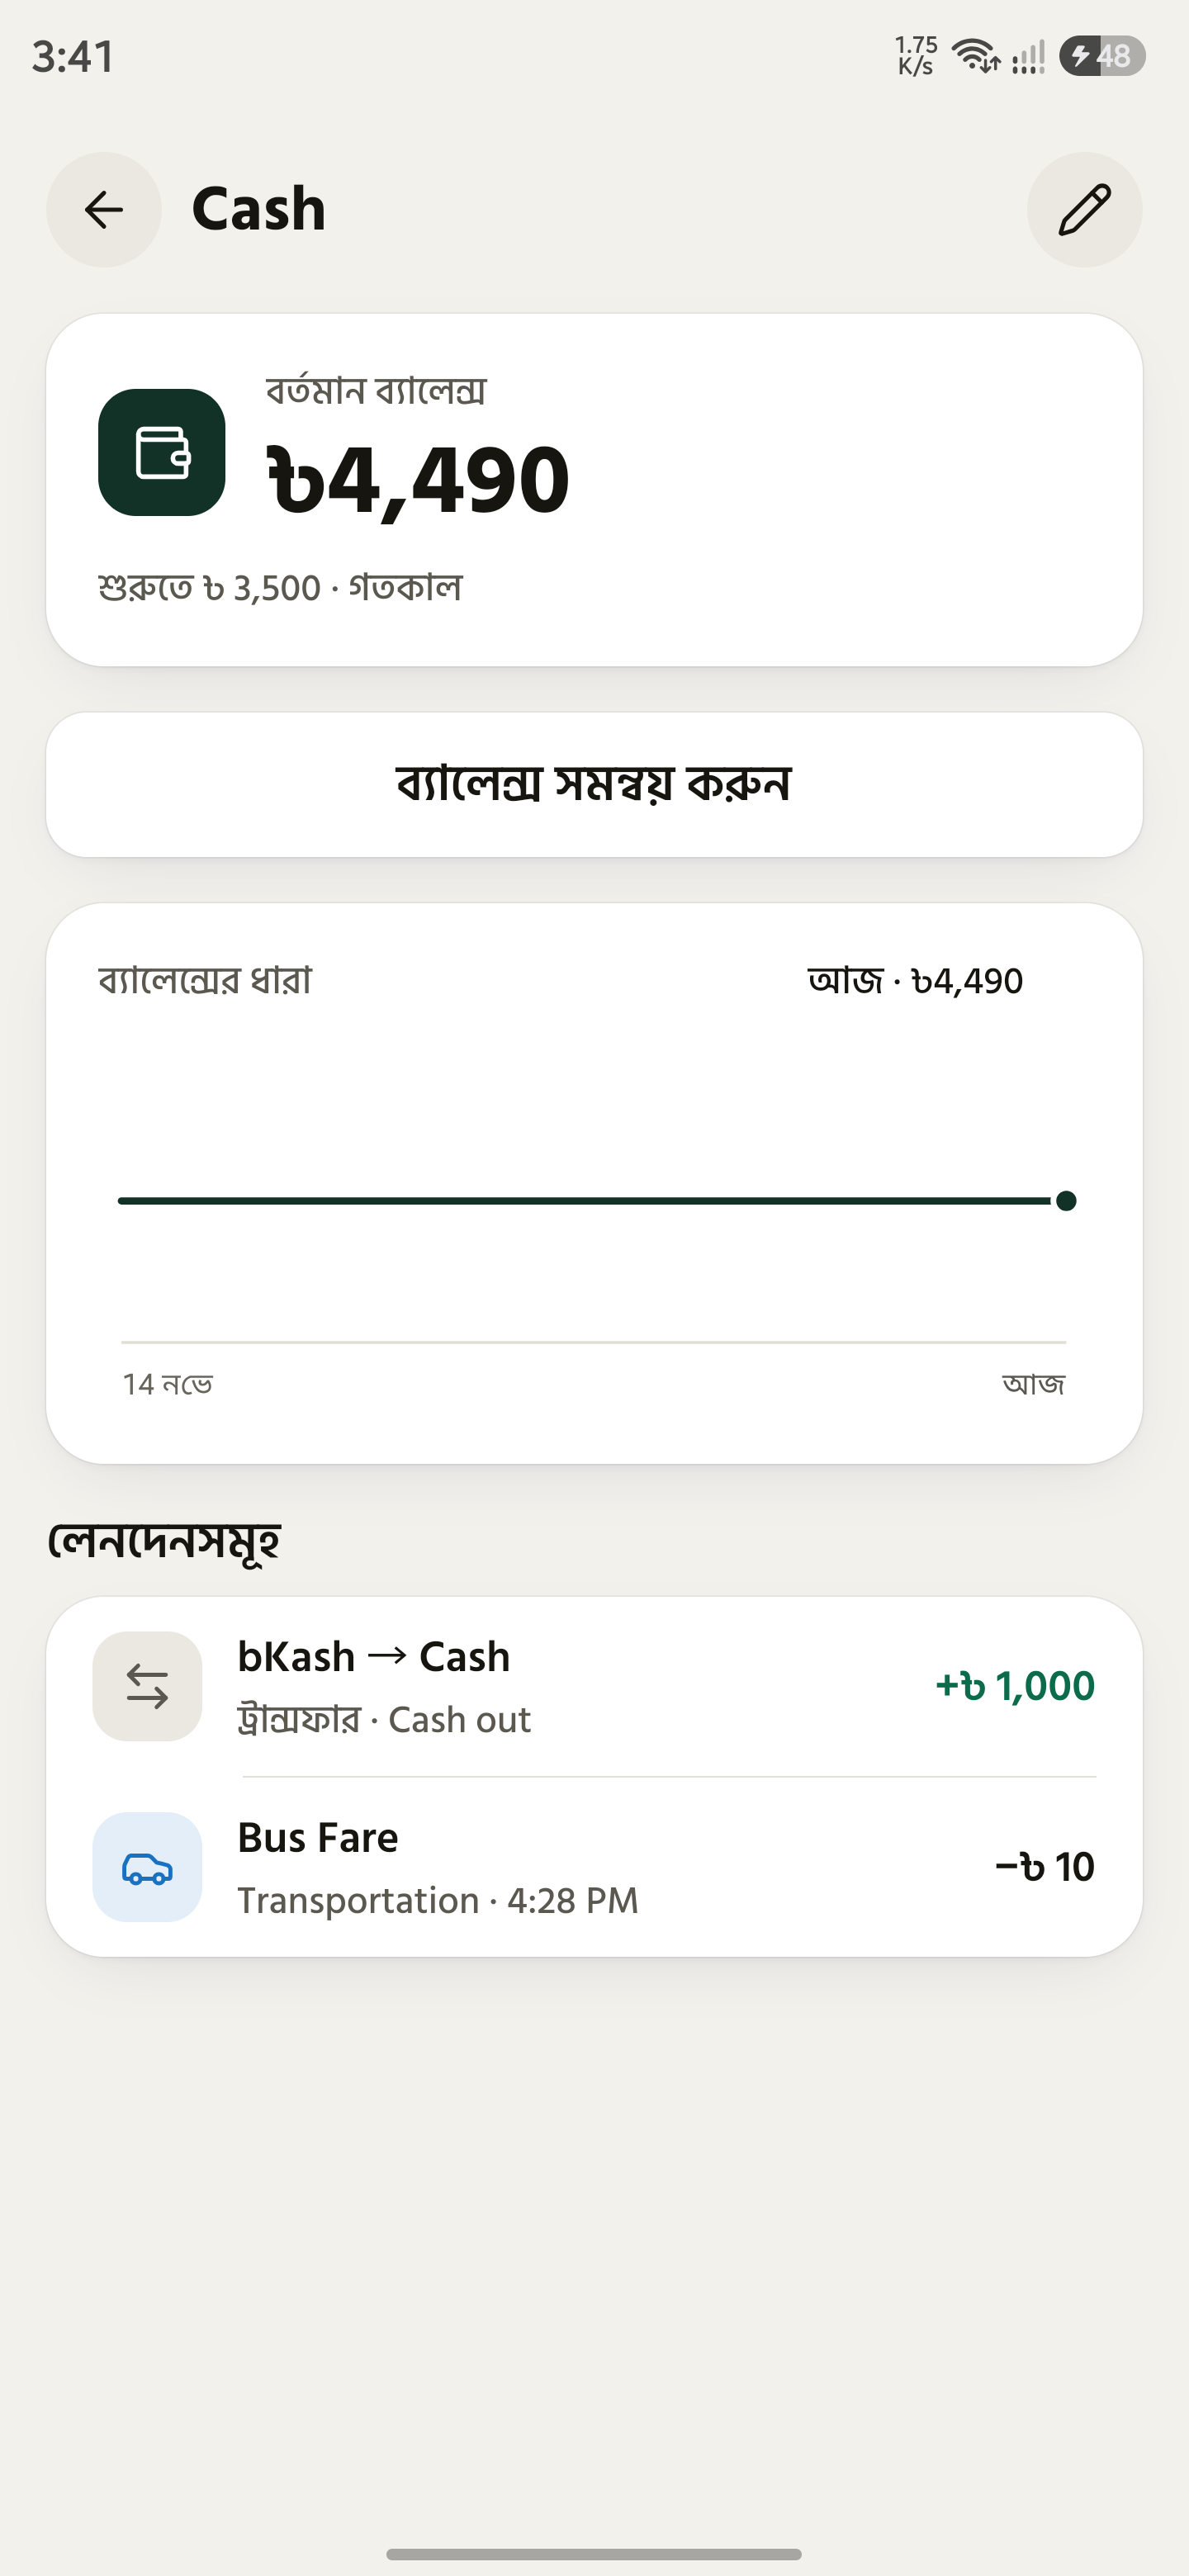 3:41
1.75
K/s
48
Cash
বর্তমান ব্যালেন্স
৳4,490
শুরুতে ৳ 3,500 · গতকাল
ব্যালেন্স সমন্বয় করুন
ব্যালেন্সের ধারা
আজ · ৳4,490
14 নভে
আজ
লেনদেনসমূহ
bKash → Cash
+৳ 1,000
ট্রান্সফার · Cash out
Bus Fare
−৳ 10
Transportation · 4:28 PM